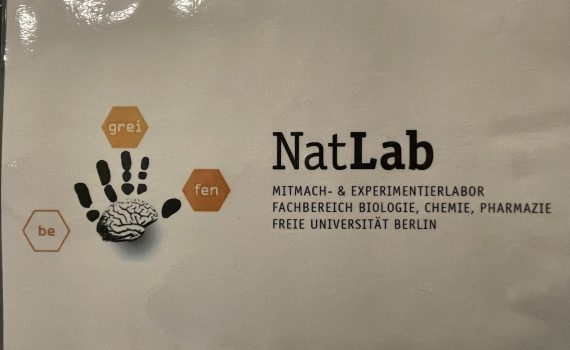 be
grei
fen
NatLab
MITMACH- & EXPERIMENTIERLABOR
FACHBEREICH BIOLOGIE, CHEMIE, PHARMAZIE
FREIE UNIVERSITÄT BERLIN